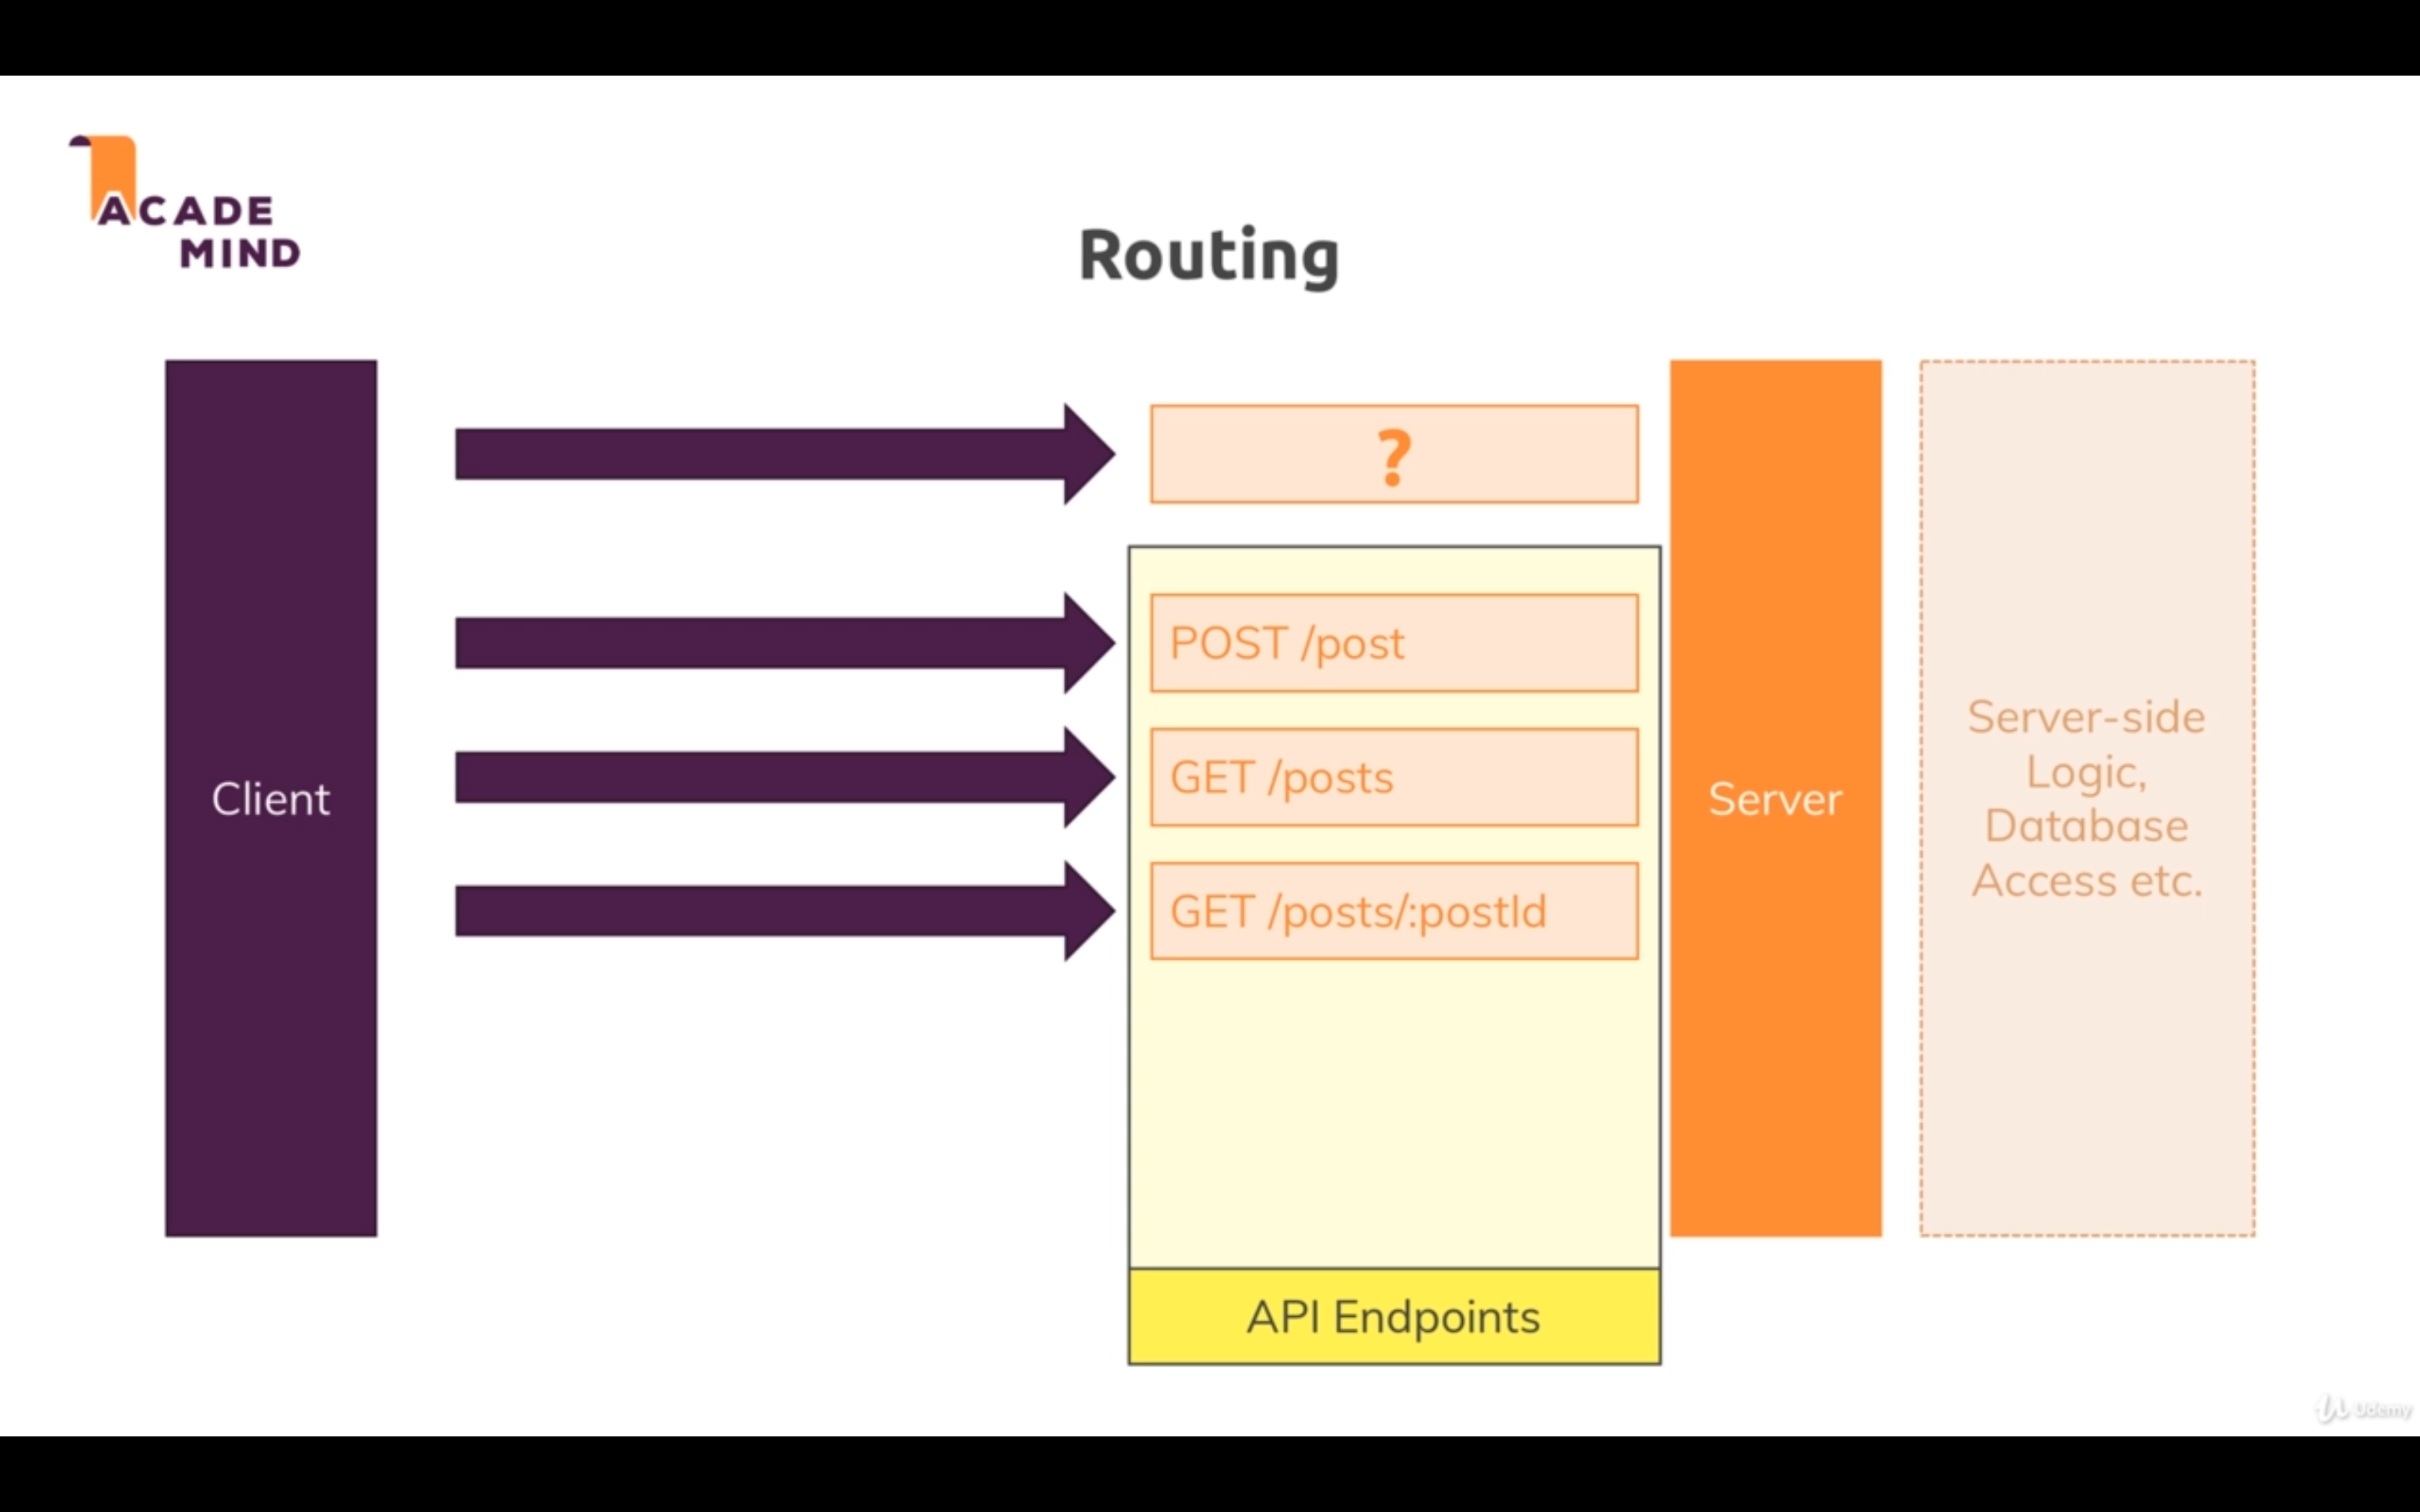 ACADE
MIND
Routing
Client
?
POST /post
GET /posts
GET /posts/:postId
API Endpoints
Server
Server-side
Logic,
Database
Access etc.
Udemy